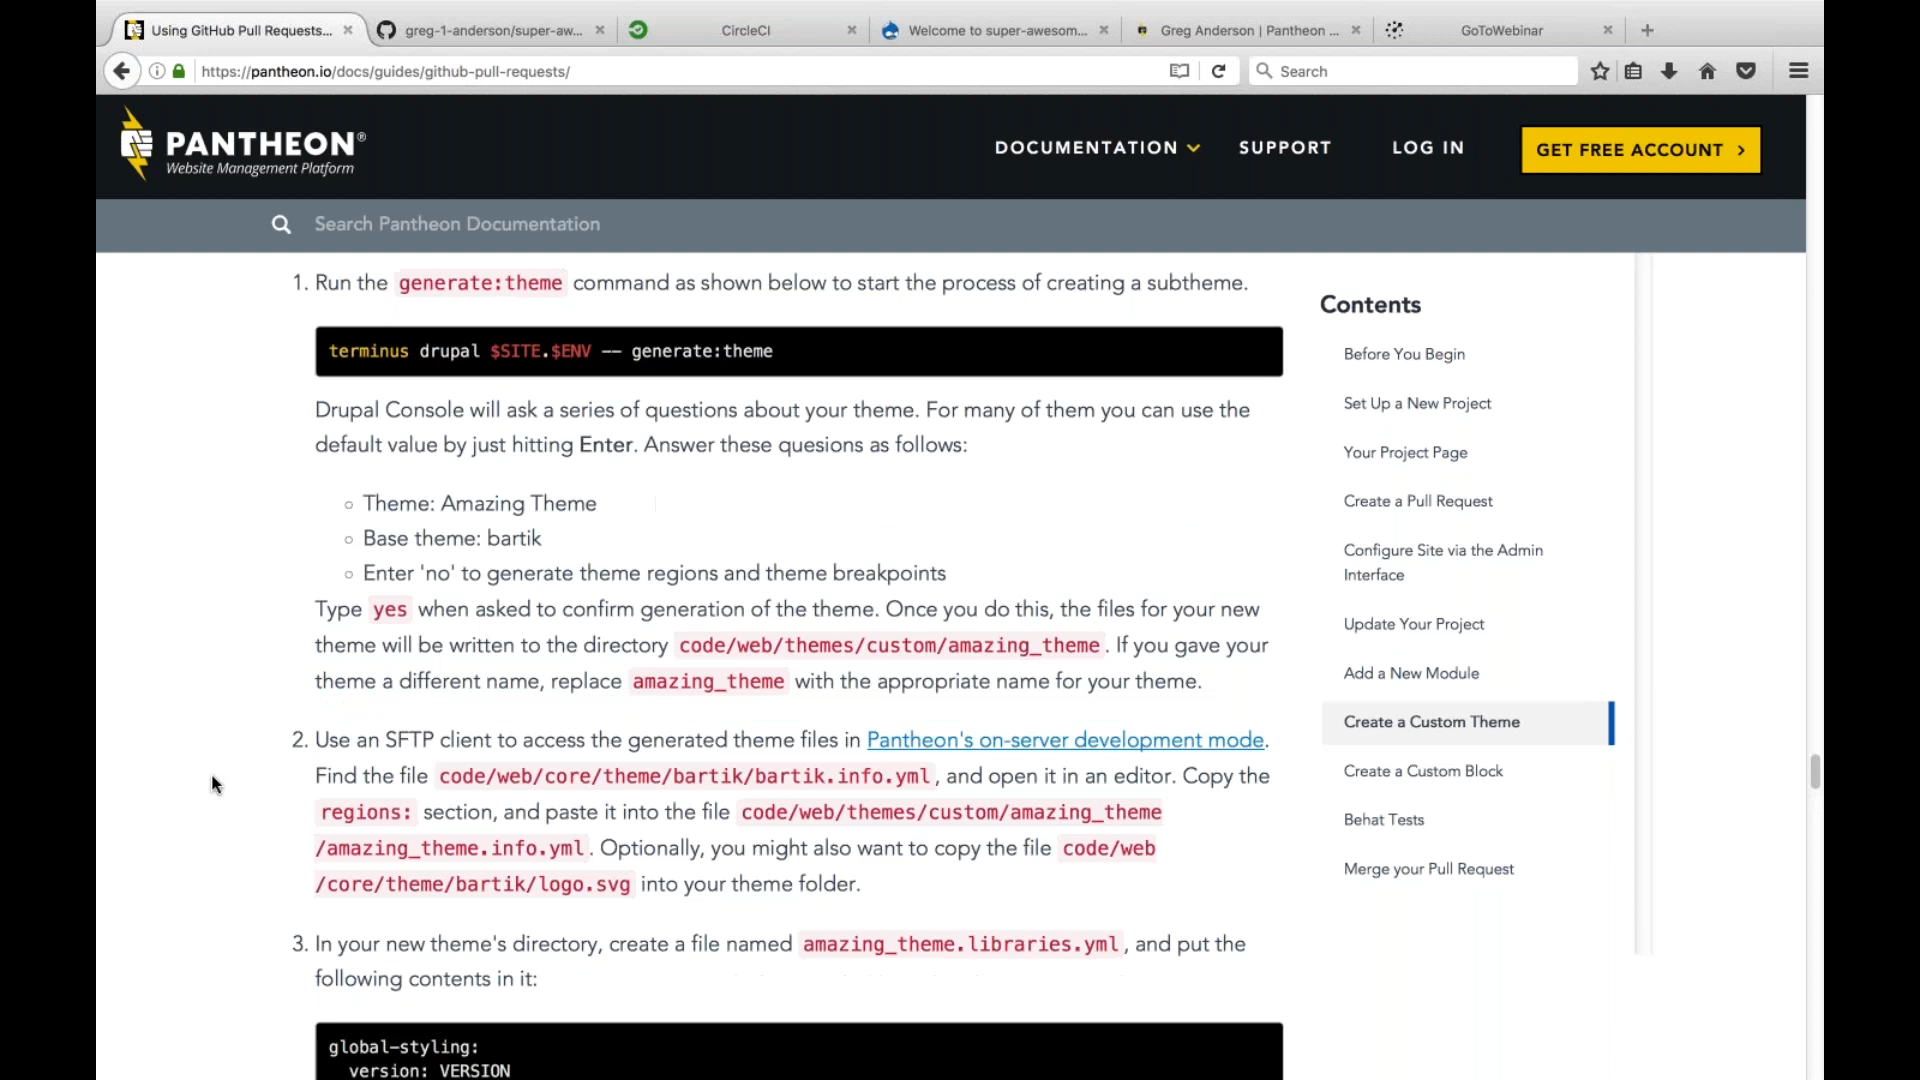 Using GitHub Pull Requests...
greg-1-anderson/super-aw...
CircleCI
Welcome to super-awesom...
Greg Anderson | Pantheon ...
GoToWebinar
https://pantheon.io/docs/guides/github-pull-requests/
Search
PANTHEON®
Website Management Platform
DOCUMENTATION
SUPPORT
LOG IN
GET FREE ACCOUNT >
Search Pantheon Documentation
1. Run the generate:theme command as shown below to start the process of creating a subtheme.
terminus drupal $SITE.$ENV -- generate:theme
Drupal Console will ask a series of questions about your theme. For many of them you can use the
default value by just hitting Enter. Answer these quesions as follows:
Theme: Amazing Theme
Base theme: bartik
Enter 'no' to generate theme regions and theme breakpoints
Type yes when asked to confirm generation of the theme. Once you do this, the files for your new
theme will be written to the directory code/web/themes/custom/amazing_theme. If you gave your
theme a different name, replace amazing_theme with the appropriate name for your theme.
2. Use an SFTP client to access the generated theme files in Pantheon's on-server development mode.
Find the file code/web/core/theme/bartik/bartik.info.yml, and open it in an editor. Copy the
regions: section, and paste it into the file code/web/themes/custom/amazing_theme
/amazing_theme.info.yml. Optionally, you might also want to copy the file code/web
/core/theme/bartik/logo.svg into your theme folder.
3. In your new theme's directory, create a file named amazing_theme.libraries.yml, and put the
following contents in it:
global-styling:
version: VERSION
Contents
Before You Begin
Set Up a New Project
Your Project Page
Create a Pull Request
Configure Site via the Admin
Interface
Update Your Project
Add a New Module
Create a Custom Theme
Create a Custom Block
Behat Tests
Merge your Pull Request